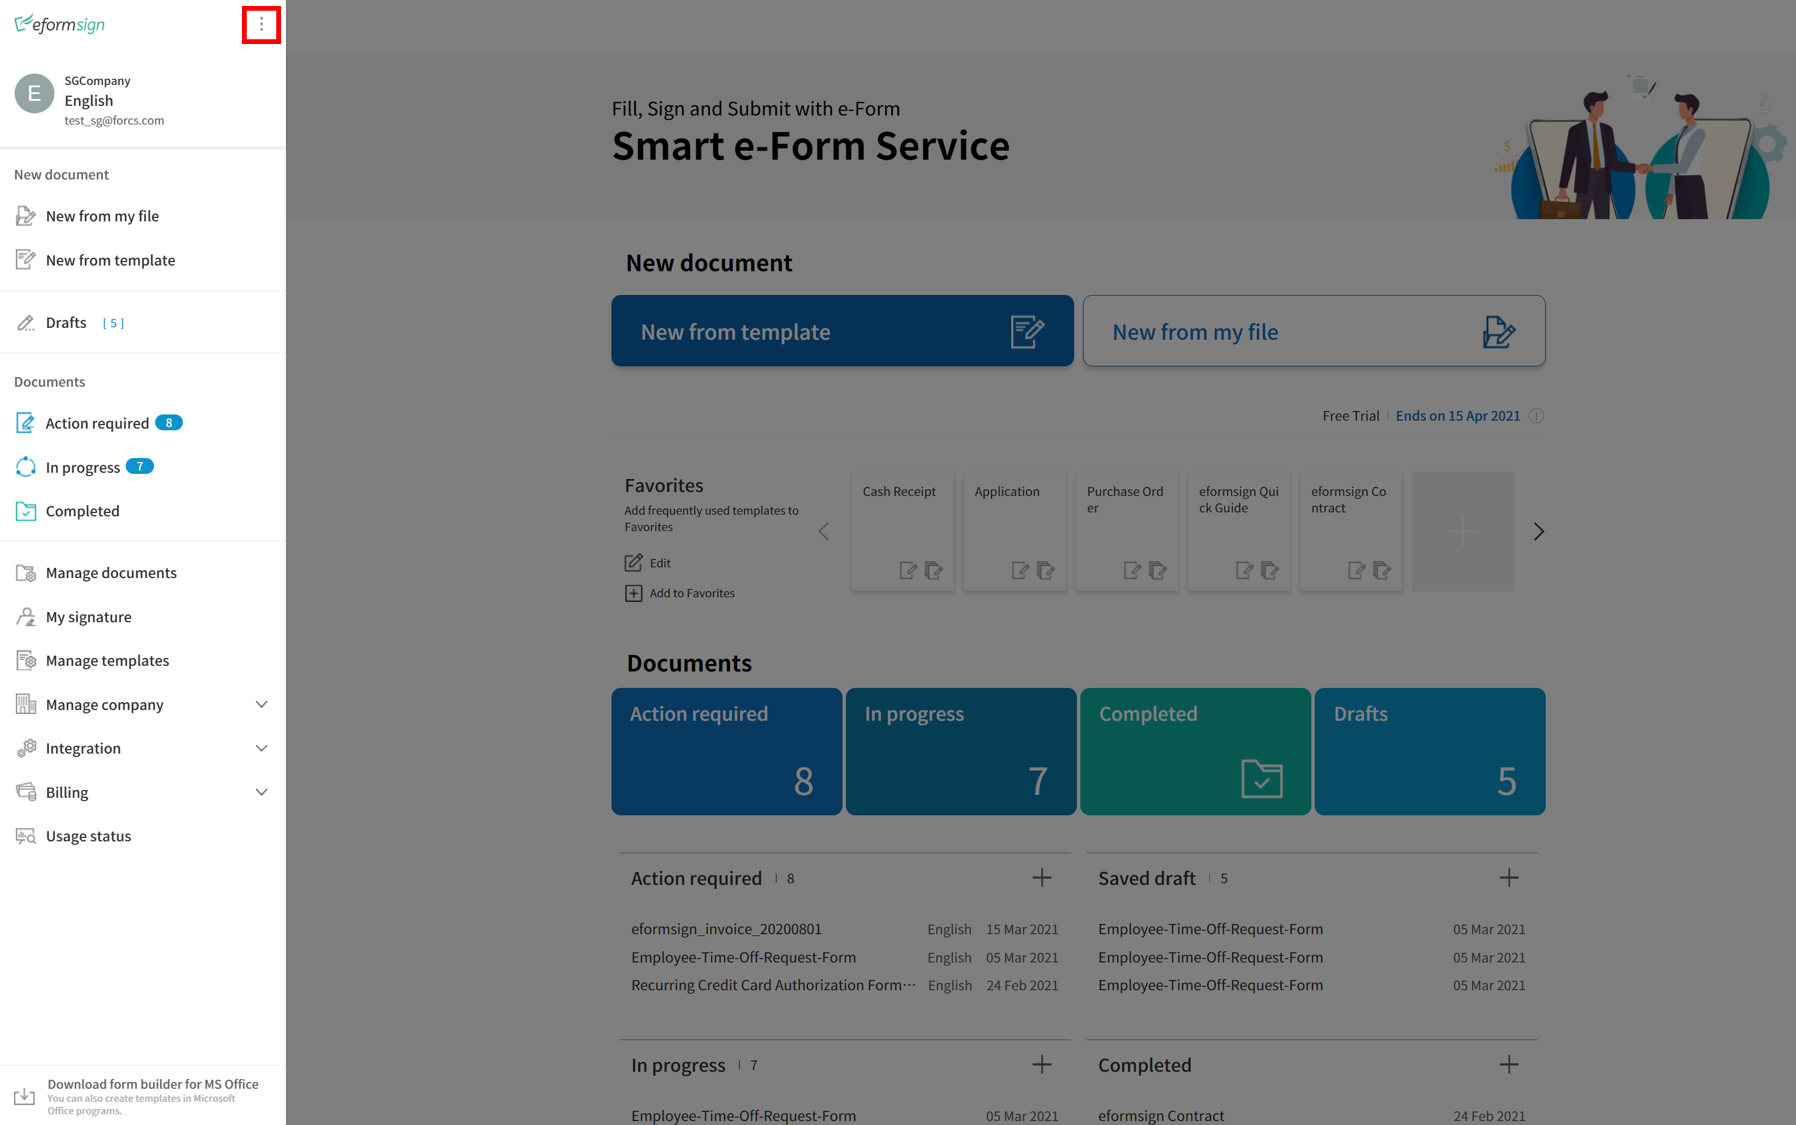 eformsign
E
SGCompany
English
test_sg@forcs.com
New document
New from my file
New from template
Drafts [ 5 ]
Documents
Action required 8
In progress 7
Completed
Manage documents
My signature
Manage templates
Manage company
Integration
Billing
Usage status
Download form builder for MS Office
You can also create templates in Microsoft
Office programs.
Fill, Sign and Submit with e-Form
Smart e-Form Service
New document
New from template
New from my file
Free Trial Ends on 15 Apr 2021
Favorites
Add frequently used templates to
Favorites
Edit
Add to Favorites
Cash Receipt
Application
Purchase Ord
er
eformsign Qui
ck Guide
eformsign Co
ntract
Documents
Action required
8
In progress
7
Completed
Drafts
5
Action required 8
eformsign_invoice_20200801 English 15 Mar 2021
Employee-Time-Off-Request-Form English 05 Mar 2021
Recurring Credit Card Authorization Form··· English 24 Feb 2021
Saved draft 5
Employee-Time-Off-Request-Form 05 Mar 2021
Employee-Time-Off-Request-Form 05 Mar 2021
Employee-Time-Off-Request-Form 05 Mar 2021
In progress 7
Employee-Time-Off-Request-Form 05 Mar 2021
Completed
eformsign Contract 24 Feb 2021